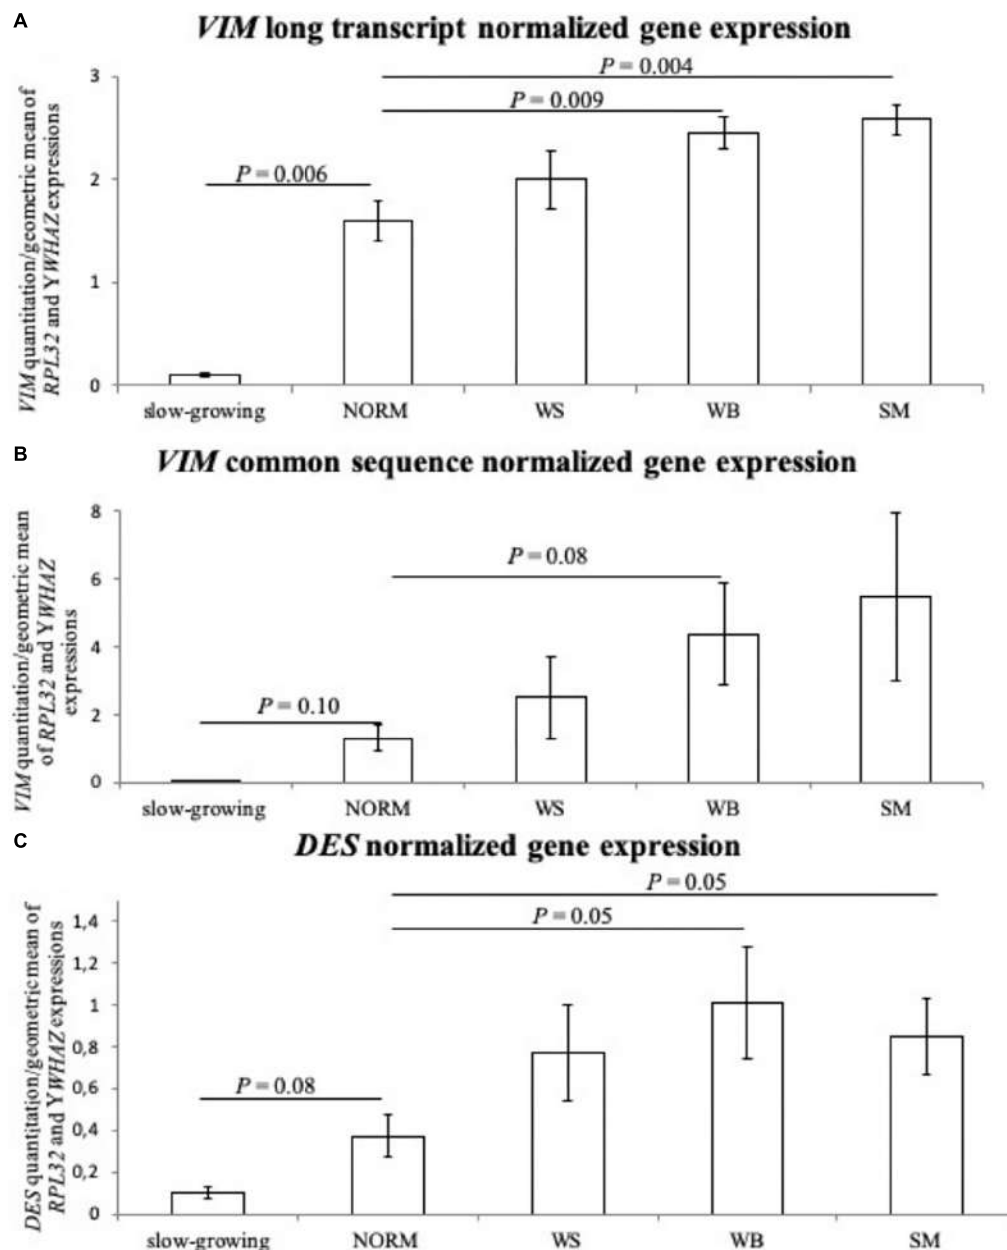 A
VIM long transcript normalized gene expression
VIM quantitation/geometric mean of
RPL32 and YWHAZ expressions
3
2
1
0
P = 0.004
P = 0.009
P = 0.006
slow-growing NORM WS WB SM
B
VIM common sequence normalized gene expression
VIM quantitation/geometric mean
of RPL32 and YWHAZ
expressions
8
6
4
2
0
P = 0.08
P = 0.10
slow-growing NORM WS WB SM
C
DES normalized gene expression
DES quantitation/geometric mean of
RPL32 and YWHAZ expressions
1,4
1,2
1
0,8
0,6
0,4
0,2
0
P = 0.05
P = 0.05
P = 0.08
slow-growing NORM WS WB SM